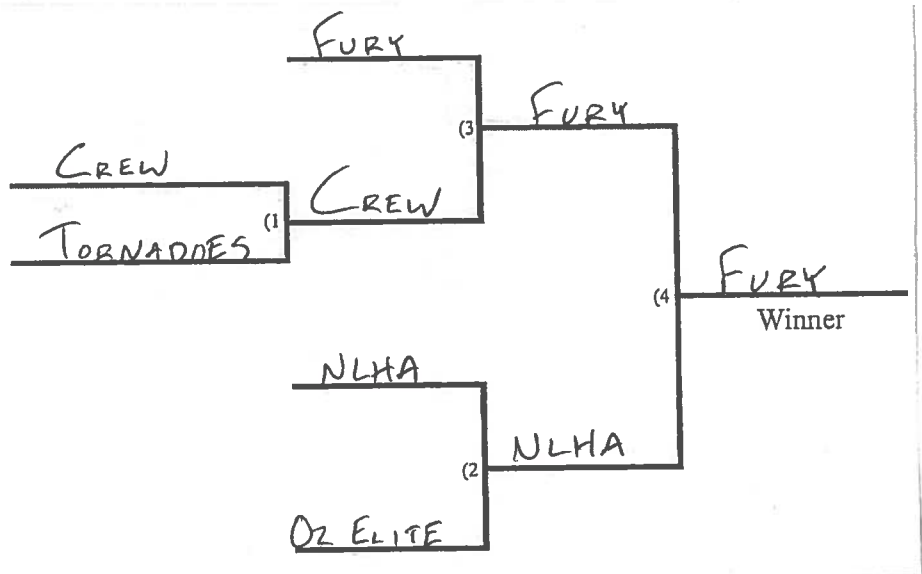 FURY
(3
FURY
CREW
(1
CREW
TORNADOES
(4
FURY
Winner
NLHA
(2
NLHA
OZ ELITE